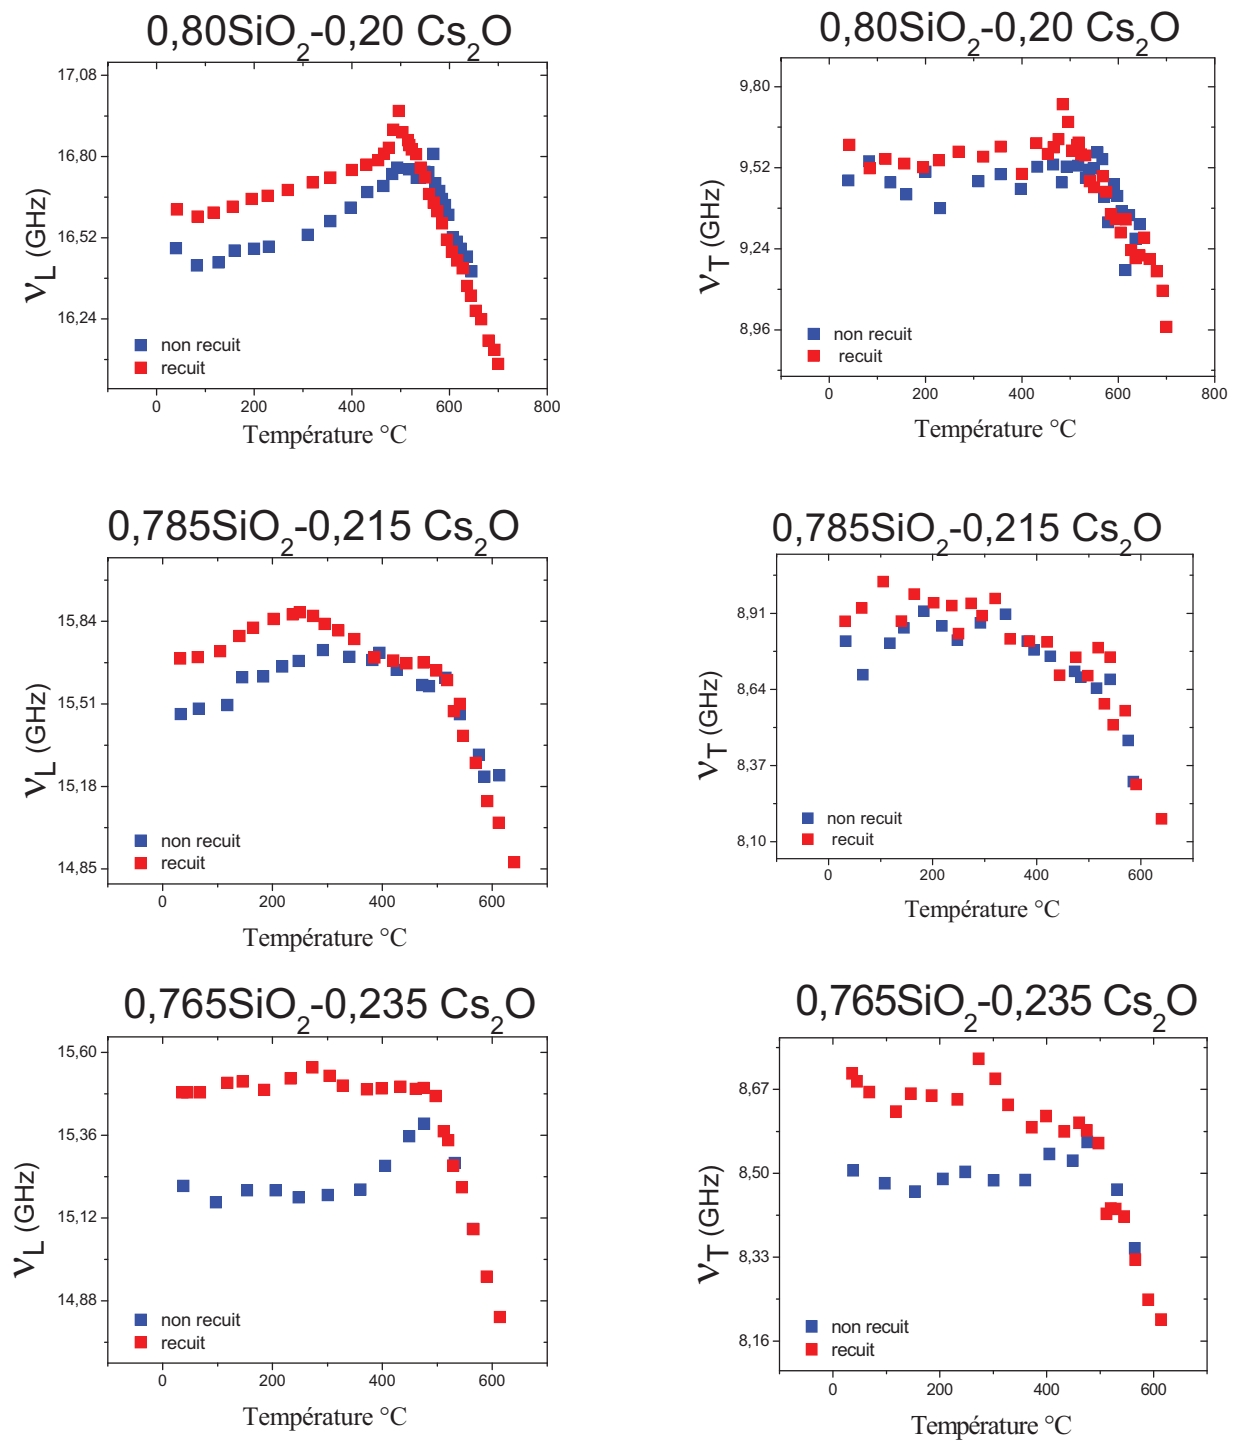 0,80SiO₂-0,20 Cs₂O
17,08
16,80
16,52
16,24
ν_L (GHz)
non recuit
recuit
0 200 400 600 800
Température °C
0,80SiO₂-0,20 Cs₂O
9,80
9,52
9,24
8,96
ν_T (GHz)
non recuit
recuit
0 200 400 600 800
Température °C
0,785SiO₂-0,215 Cs₂O
15,84
15,51
15,18
14,85
ν_L (GHz)
non recuit
recuit
0 200 400 600
Température °C
0,785SiO₂-0,215 Cs₂O
8,91
8,64
8,37
8,10
ν_T (GHz)
non recuit
recuit
0 200 400 600
Température °C
0,765SiO₂-0,235 Cs₂O
15,60
15,36
15,12
14,88
ν_L (GHz)
non recuit
recuit
0 200 400 600
Température °C
0,765SiO₂-0,235 Cs₂O
8,67
8,50
8,33
8,16
ν_T (GHz)
non recuit
recuit
0 200 400 600
Température °C